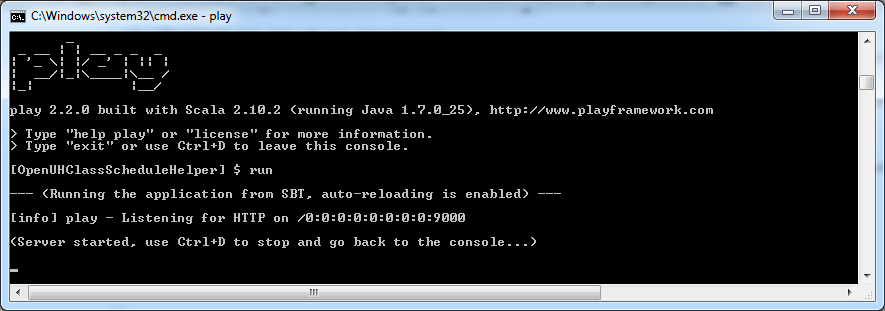 C:\Windows\system32\cmd.exe - play
play
play 2.2.0 built with Scala 2.10.2 (running Java 1.7.0_25), http://www.playframework.com
> Type "help play" or "license" for more information.
> Type "exit" or use Ctrl+D to leave this console.
[OpenUHClassScheduleHelper] $ run
--- (Running the application from SBT, auto-reloading is enabled) ---
[info] play - Listening for HTTP on /0:0:0:0:0:0:0:0:9000
(Server started, use Ctrl+D to stop and go back to the console...)